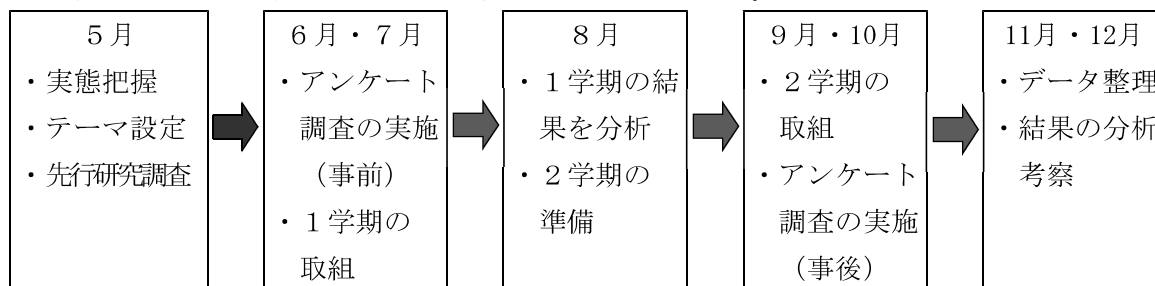 ５月
・実態把握
・テーマ設定
・先行研究調査
６月・７月
・アンケート
調査の実施
（事前）
・１学期の
取組
８月
・１学期の結
果を分析
・２学期の
準備
９月・10月
・２学期の
取組
・アンケート
調査の実施
（事後）
11月・12月
・データ整理
・結果の分析
考察